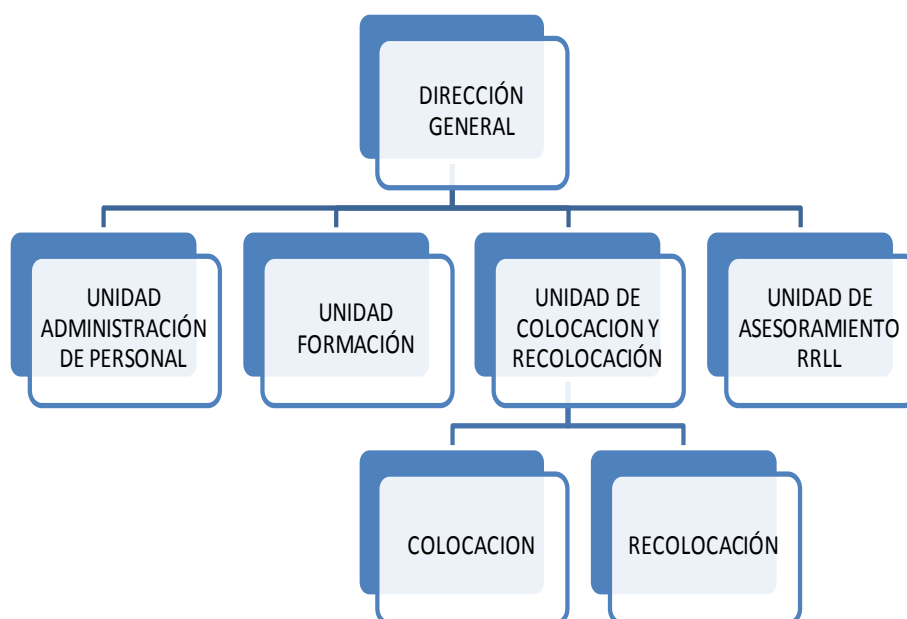 DIRECCIÓN
GENERAL
UNIDAD
ADMINISTRACIÓN
DE PERSONAL
UNIDAD
FORMACIÓN
UNIDAD DE
COLOCACION Y
RECOLOCACIÓN
UNIDAD DE
ASESORAMIENTO
RRLL
COLOCACION
RECOLOCACIÓN